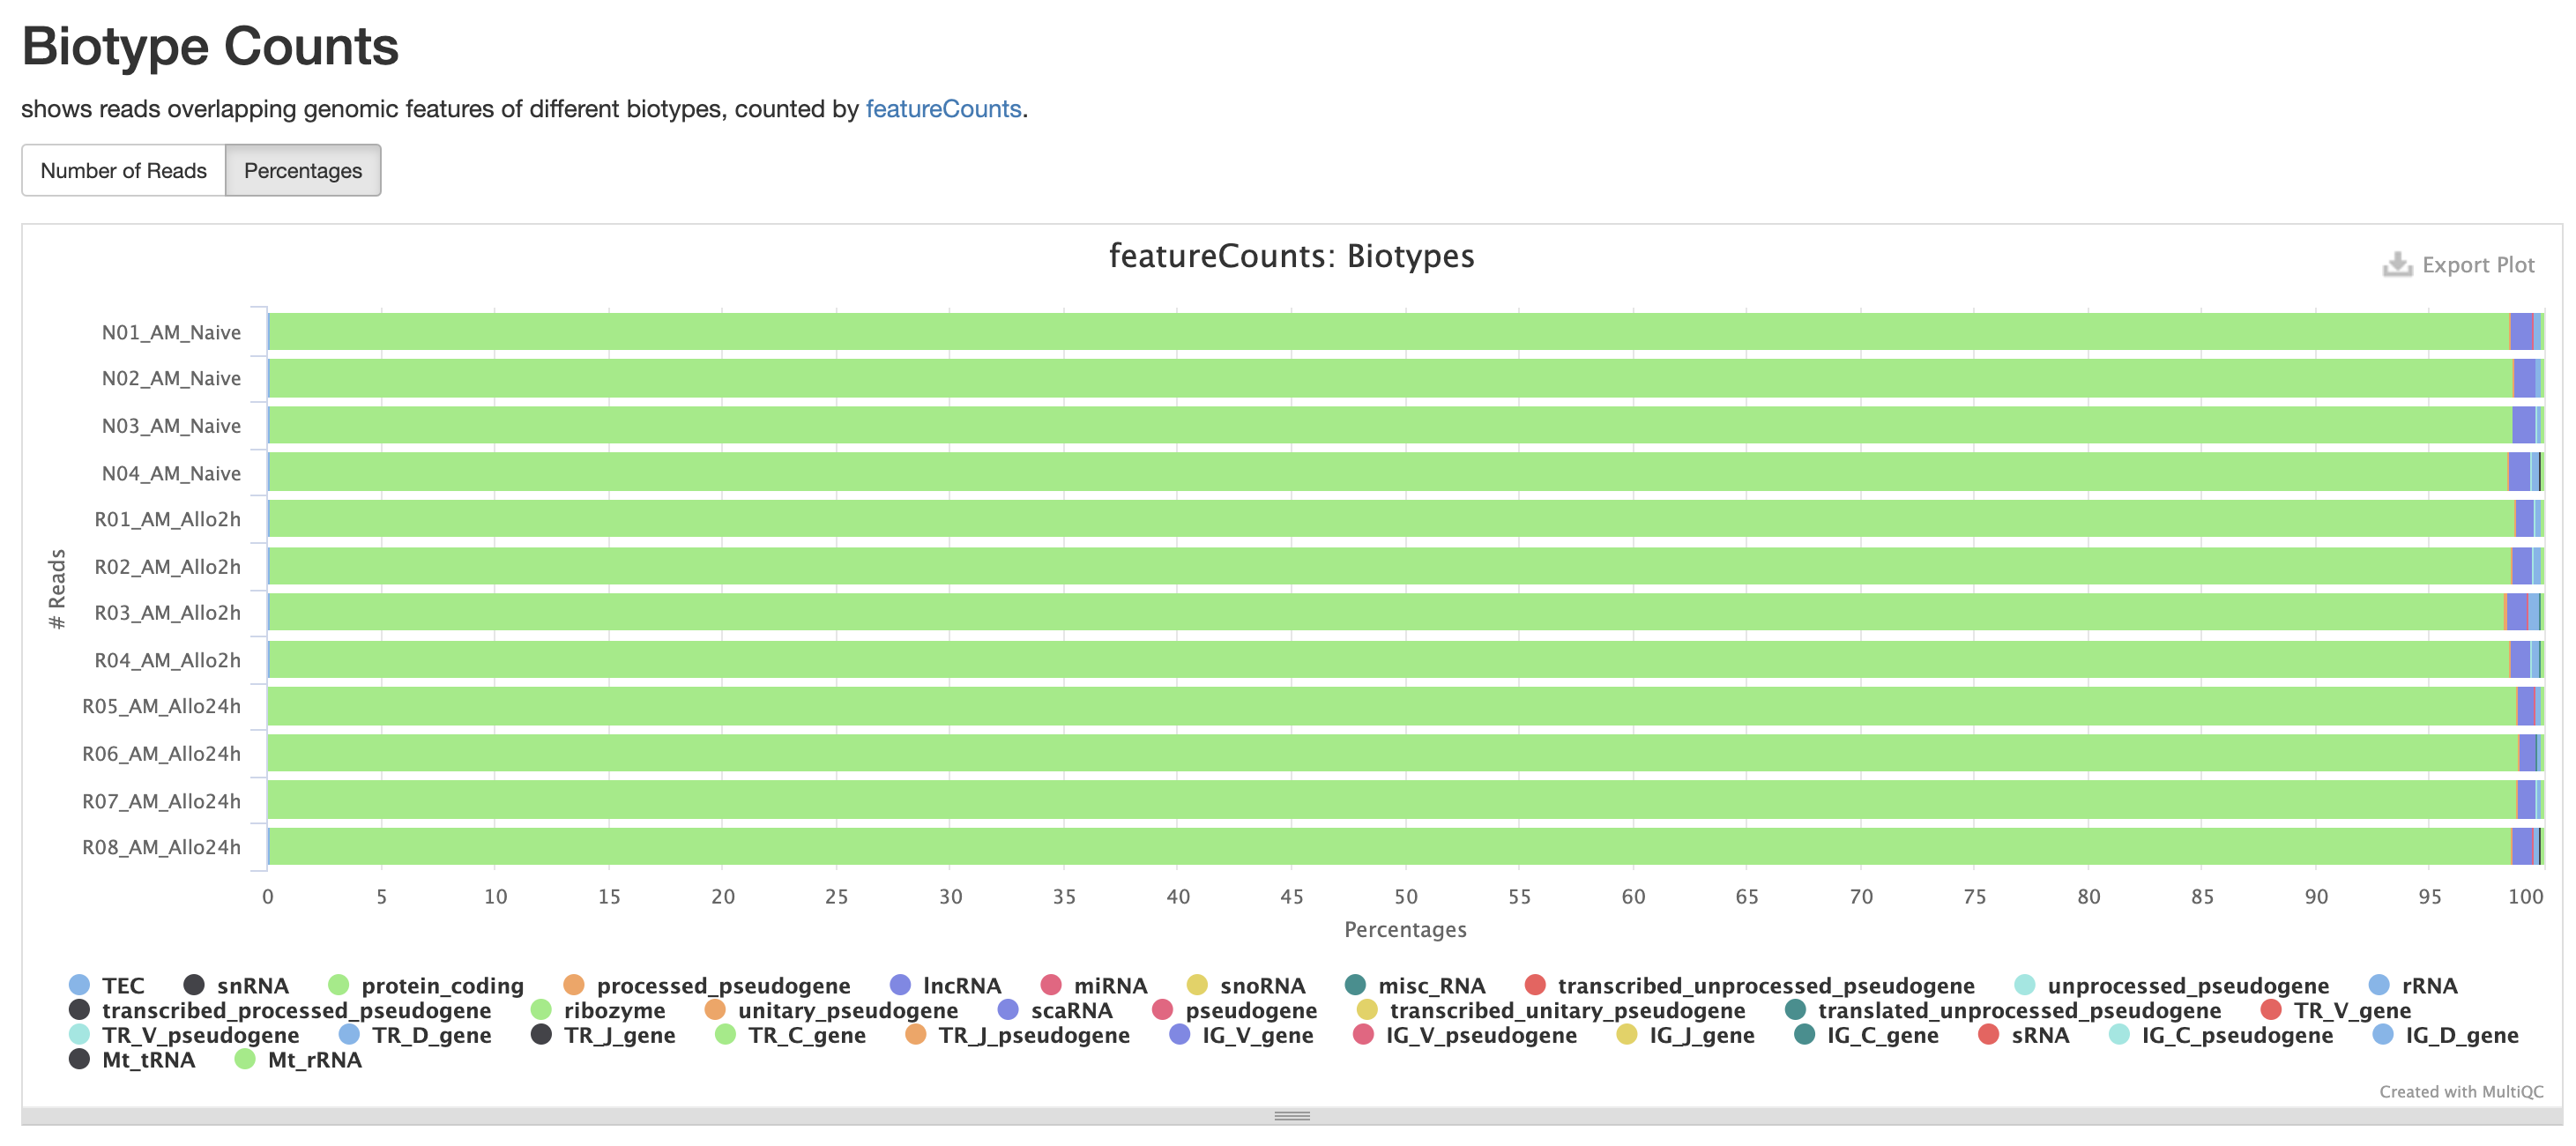 Biotype Counts
shows reads overlapping genomic features of different biotypes, counted by featureCounts.
Number of Reads Percentages
featureCounts: Biotypes
Export Plot
# Reads
N01_AM_Naive
N02_AM_Naive
N03_AM_Naive
N04_AM_Naive
R01_AM_Allo2h
R02_AM_Allo2h
R03_AM_Allo2h
R04_AM_Allo2h
R05_AM_Allo24h
R06_AM_Allo24h
R07_AM_Allo24h
R08_AM_Allo24h
0 5 10 15 20 25 30 35 40 45 50 55 60 65 70 75 80 85 90 95 100
Percentages
TEC snRNA protein_coding processed_pseudogene lncRNA miRNA snoRNA misc_RNA transcribed_unprocessed_pseudogene unprocessed_pseudogene rRNA
transcribed_processed_pseudogene ribozyme unitary_pseudogene scaRNA pseudogene transcribed_unitary_pseudogene translated_unprocessed_pseudogene TR_V_gene
TR_V_pseudogene TR_D_gene TR_J_gene TR_C_gene TR_J_pseudogene IG_V_gene IG_V_pseudogene IG_J_gene IG_C_gene sRNA IG_C_pseudogene IG_D_gene
Mt_tRNA Mt_rRNA
Created with MultiQC